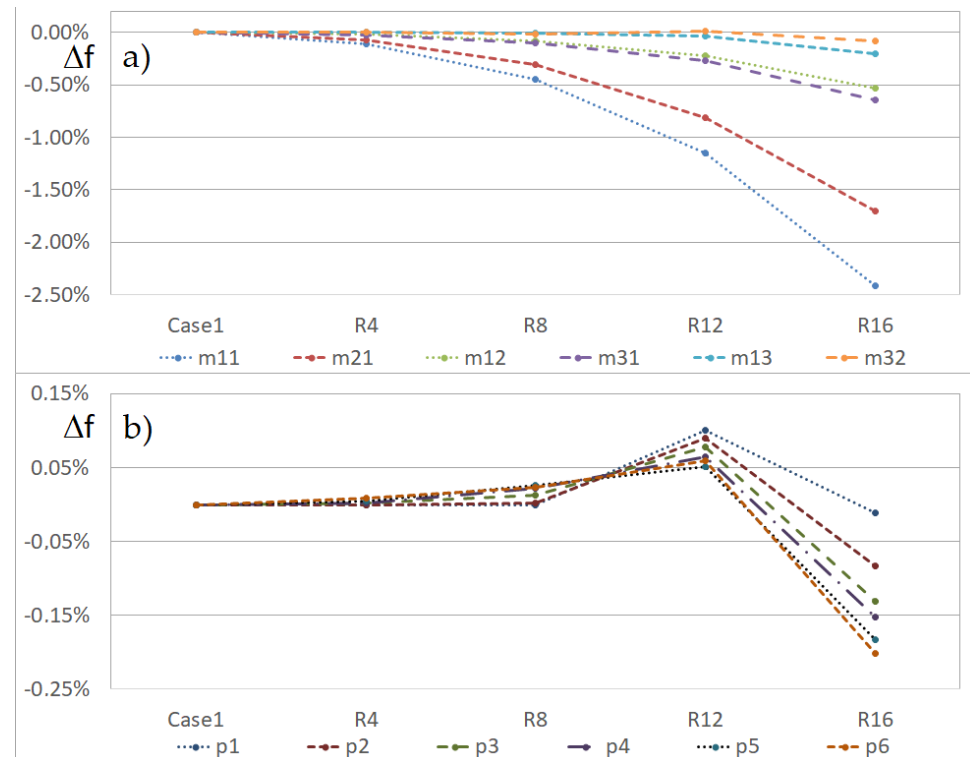 0.00%
Δf a)
-0.50%
-1.00%
-1.50%
-2.00%
-2.50%
Case1 R4 R8 R12 R16
m11 m21 m12 m31 m13 m32
0.15%
Δf b)
0.05%
-0.05%
-0.15%
-0.25%
Case1 R4 R8 R12 R16
p1 p2 p3 p4 p5 p6